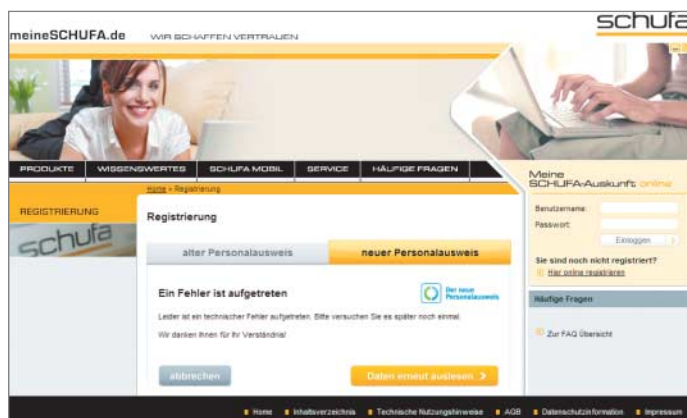 meineSCHUFA.de WIR SCHAFFEN VERTRAUEN
schufa
PRODUKTE WISSENSWERTES SCHUFA MOBIL SERVICE HÄUFIGE FRAGEN
Home » Registrierung
REGISTRIERUNG
schufa
Registrierung
alter Personalausweis neuer Personalausweis
Ein Fehler ist aufgetreten
Der neue
Personalausweis
Leider ist ein technischer Fehler aufgetreten. Bitte versuchen Sie es später noch einmal.
Wir danken Ihnen für Ihr Verständnis!
abbrechen Daten erneut auslesen
Meine
SCHUFA-Auskunft online
Benutzername:
Passwort:
Einloggen
Sie sind noch nicht registriert?
Hier online registrieren
Häufige Fragen
Zur FAQ Übersicht
Home Inhaltsverzeichnis Technische Nutzungshinweise AGB Datenschutzinformation Impressum